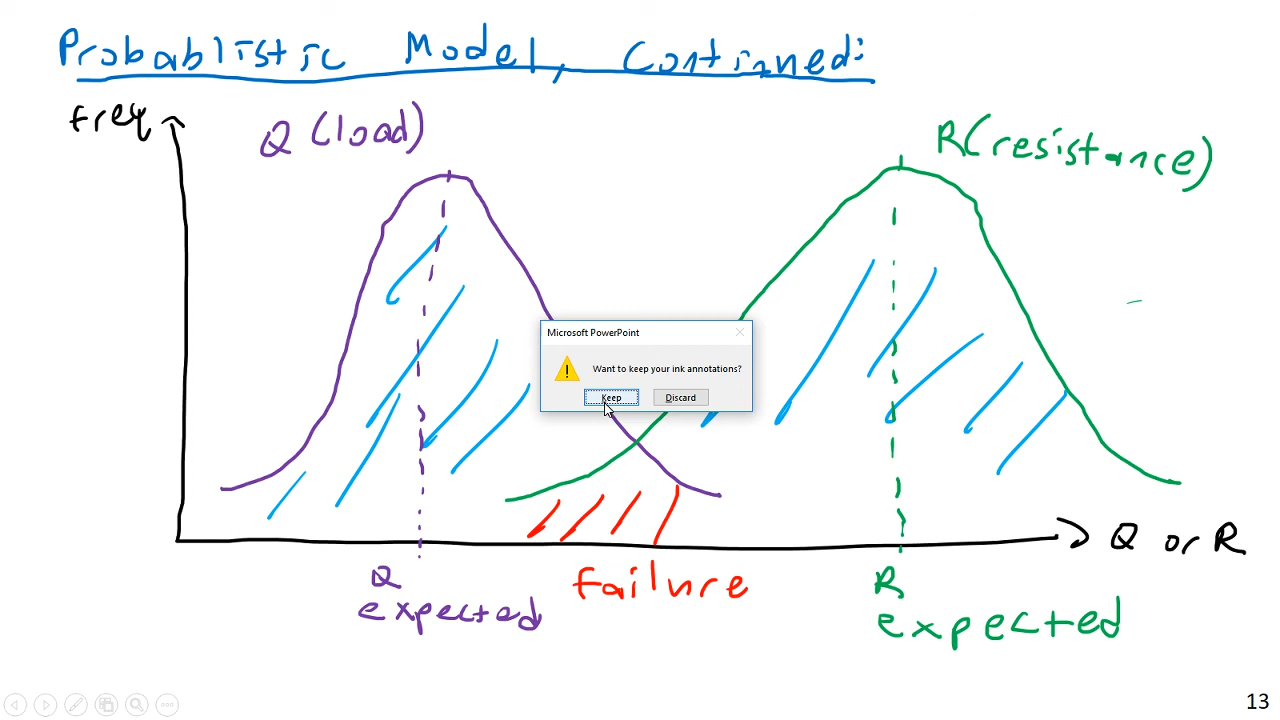 Probablistic Model, Continued:
Freq
Q (load)
R(resistance)
Microsoft PowerPoint
Want to keep your ink annotations?
Keep
Discard
Q or R
Q
expected
Failure
R
expected
13